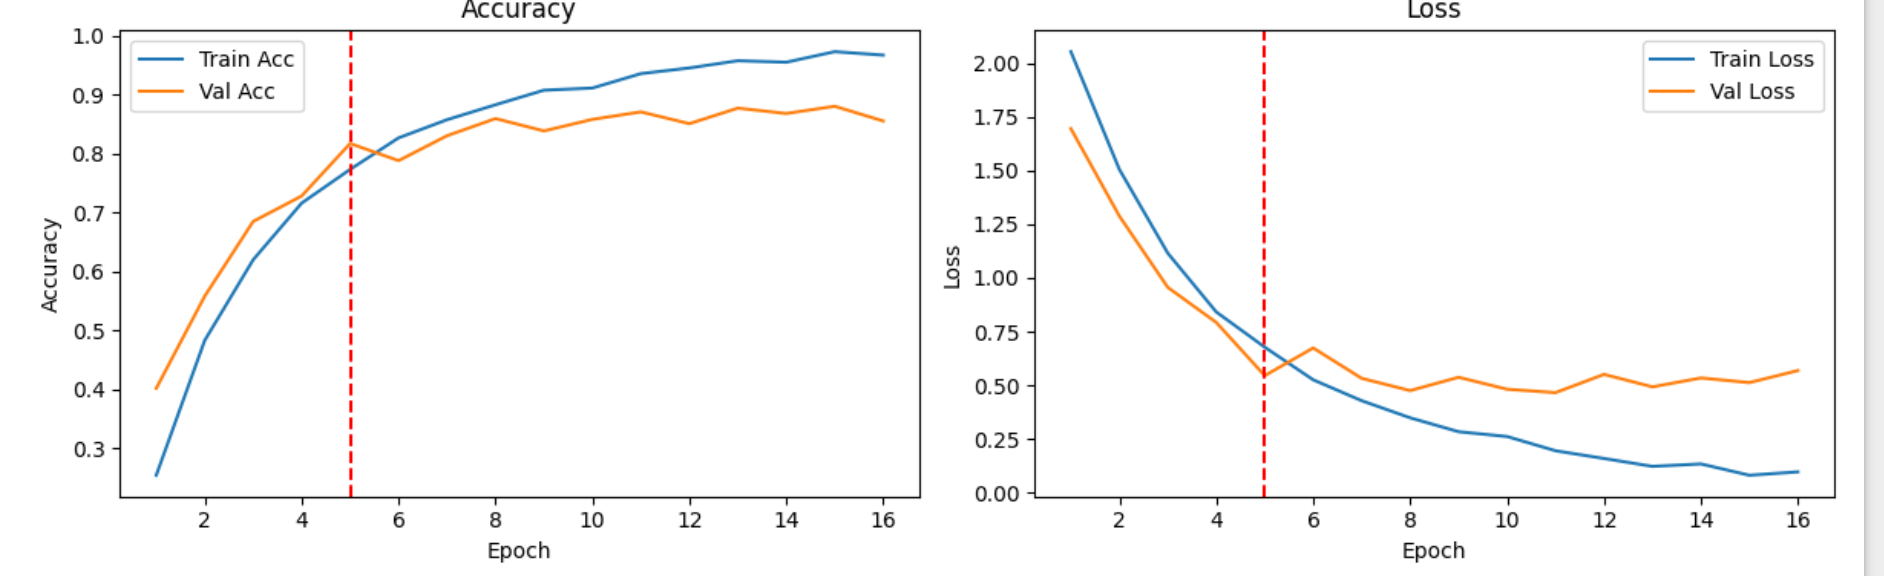 Accuracy
1.0
0.9
0.8
0.7
0.6
0.5
0.4
0.3
Accuracy
Train Acc
Val Acc
2 4 6 8 10 12 14 16
Epoch
Loss
2.00
1.75
1.50
1.25
1.00
0.75
0.50
0.25
0.00
Loss
Train Loss
Val Loss
2 4 6 8 10 12 14 16
Epoch